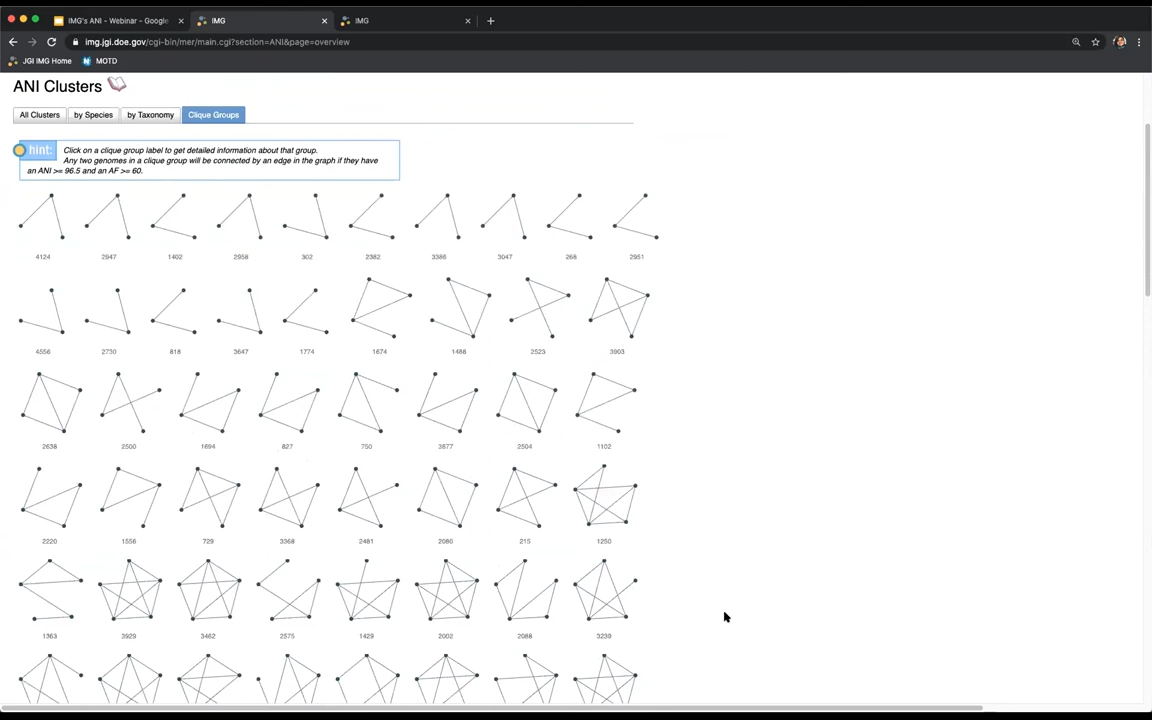 IMG's ANI - Webinar - Google
IMG
IMG
img.jgi.doe.gov/cgi-bin/mer/main.cgi?section=ANI&page=overview
JGI IMG Home
MOTD
ANI Clusters
All Clusters
by Species
by Taxonomy
Clique Groups
hint:
Click on a clique group label to get detailed information about that group.
Any two genomes in a clique group will be connected by an edge in the graph if they have
an ANI >= 96.5 and an AF >= 60.
4124 2947 1402 2958 302 2382 3386 3047 268 2951
4556 2730 818 3647 1774 1674 1488 2523 3903
2638 2500 1694 827 750 3877 2504 1102
2220 1556 729 3368 2481 2080 215 1250
1363 3929 3462 2575 1429 2002 2088 3239